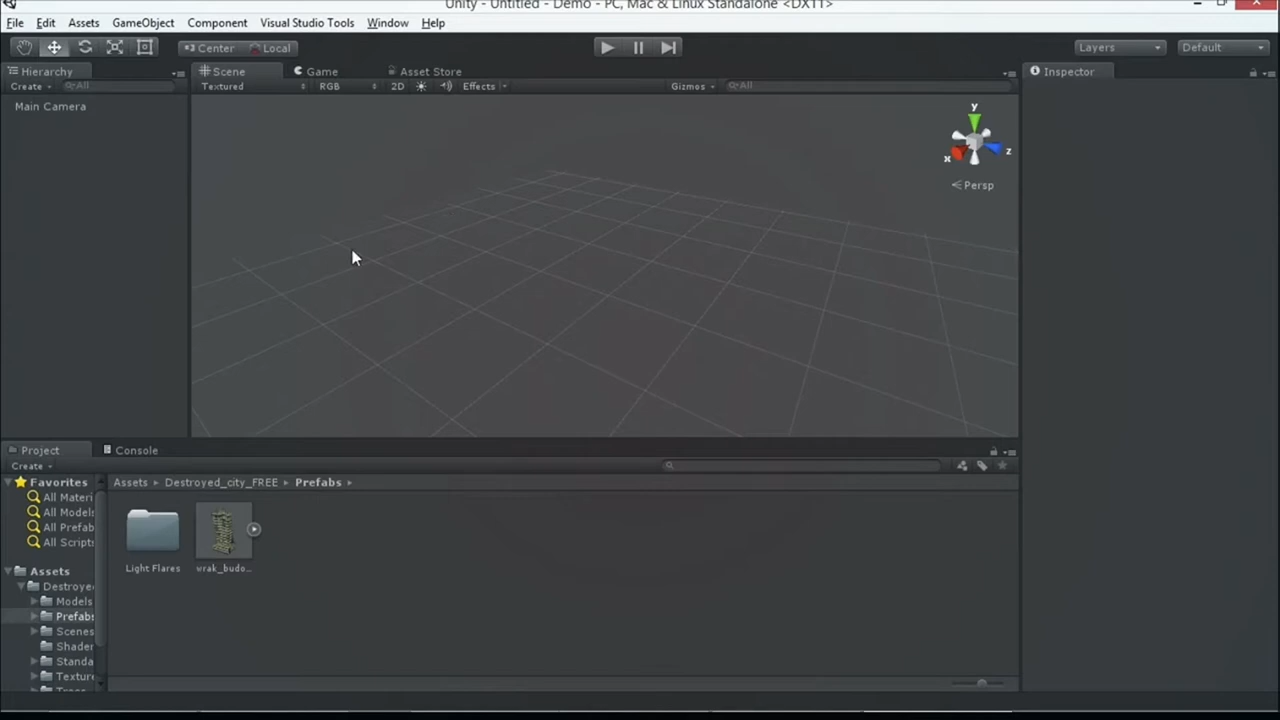 Unity - Untitled - Demo - PC, Mac & Linux Standalone <DX11>
File Edit Assets GameObject Component Visual Studio Tools Window Help
Center Local Layers Default
Hierarchy Scene Game Asset Store Inspector
Create All Textured RGB 2D Effects Gizmos All
Main Camera
y
x z
Persp
Project Console
Create
Favorites Assets Destroyed_city_FREE Prefabs
All Materi
All Models
All Prefab
All Scripts
Light Flares wrak_budo...
Assets
Destroye
Models
Prefabs
Scenes
Shader
Standa
Texture